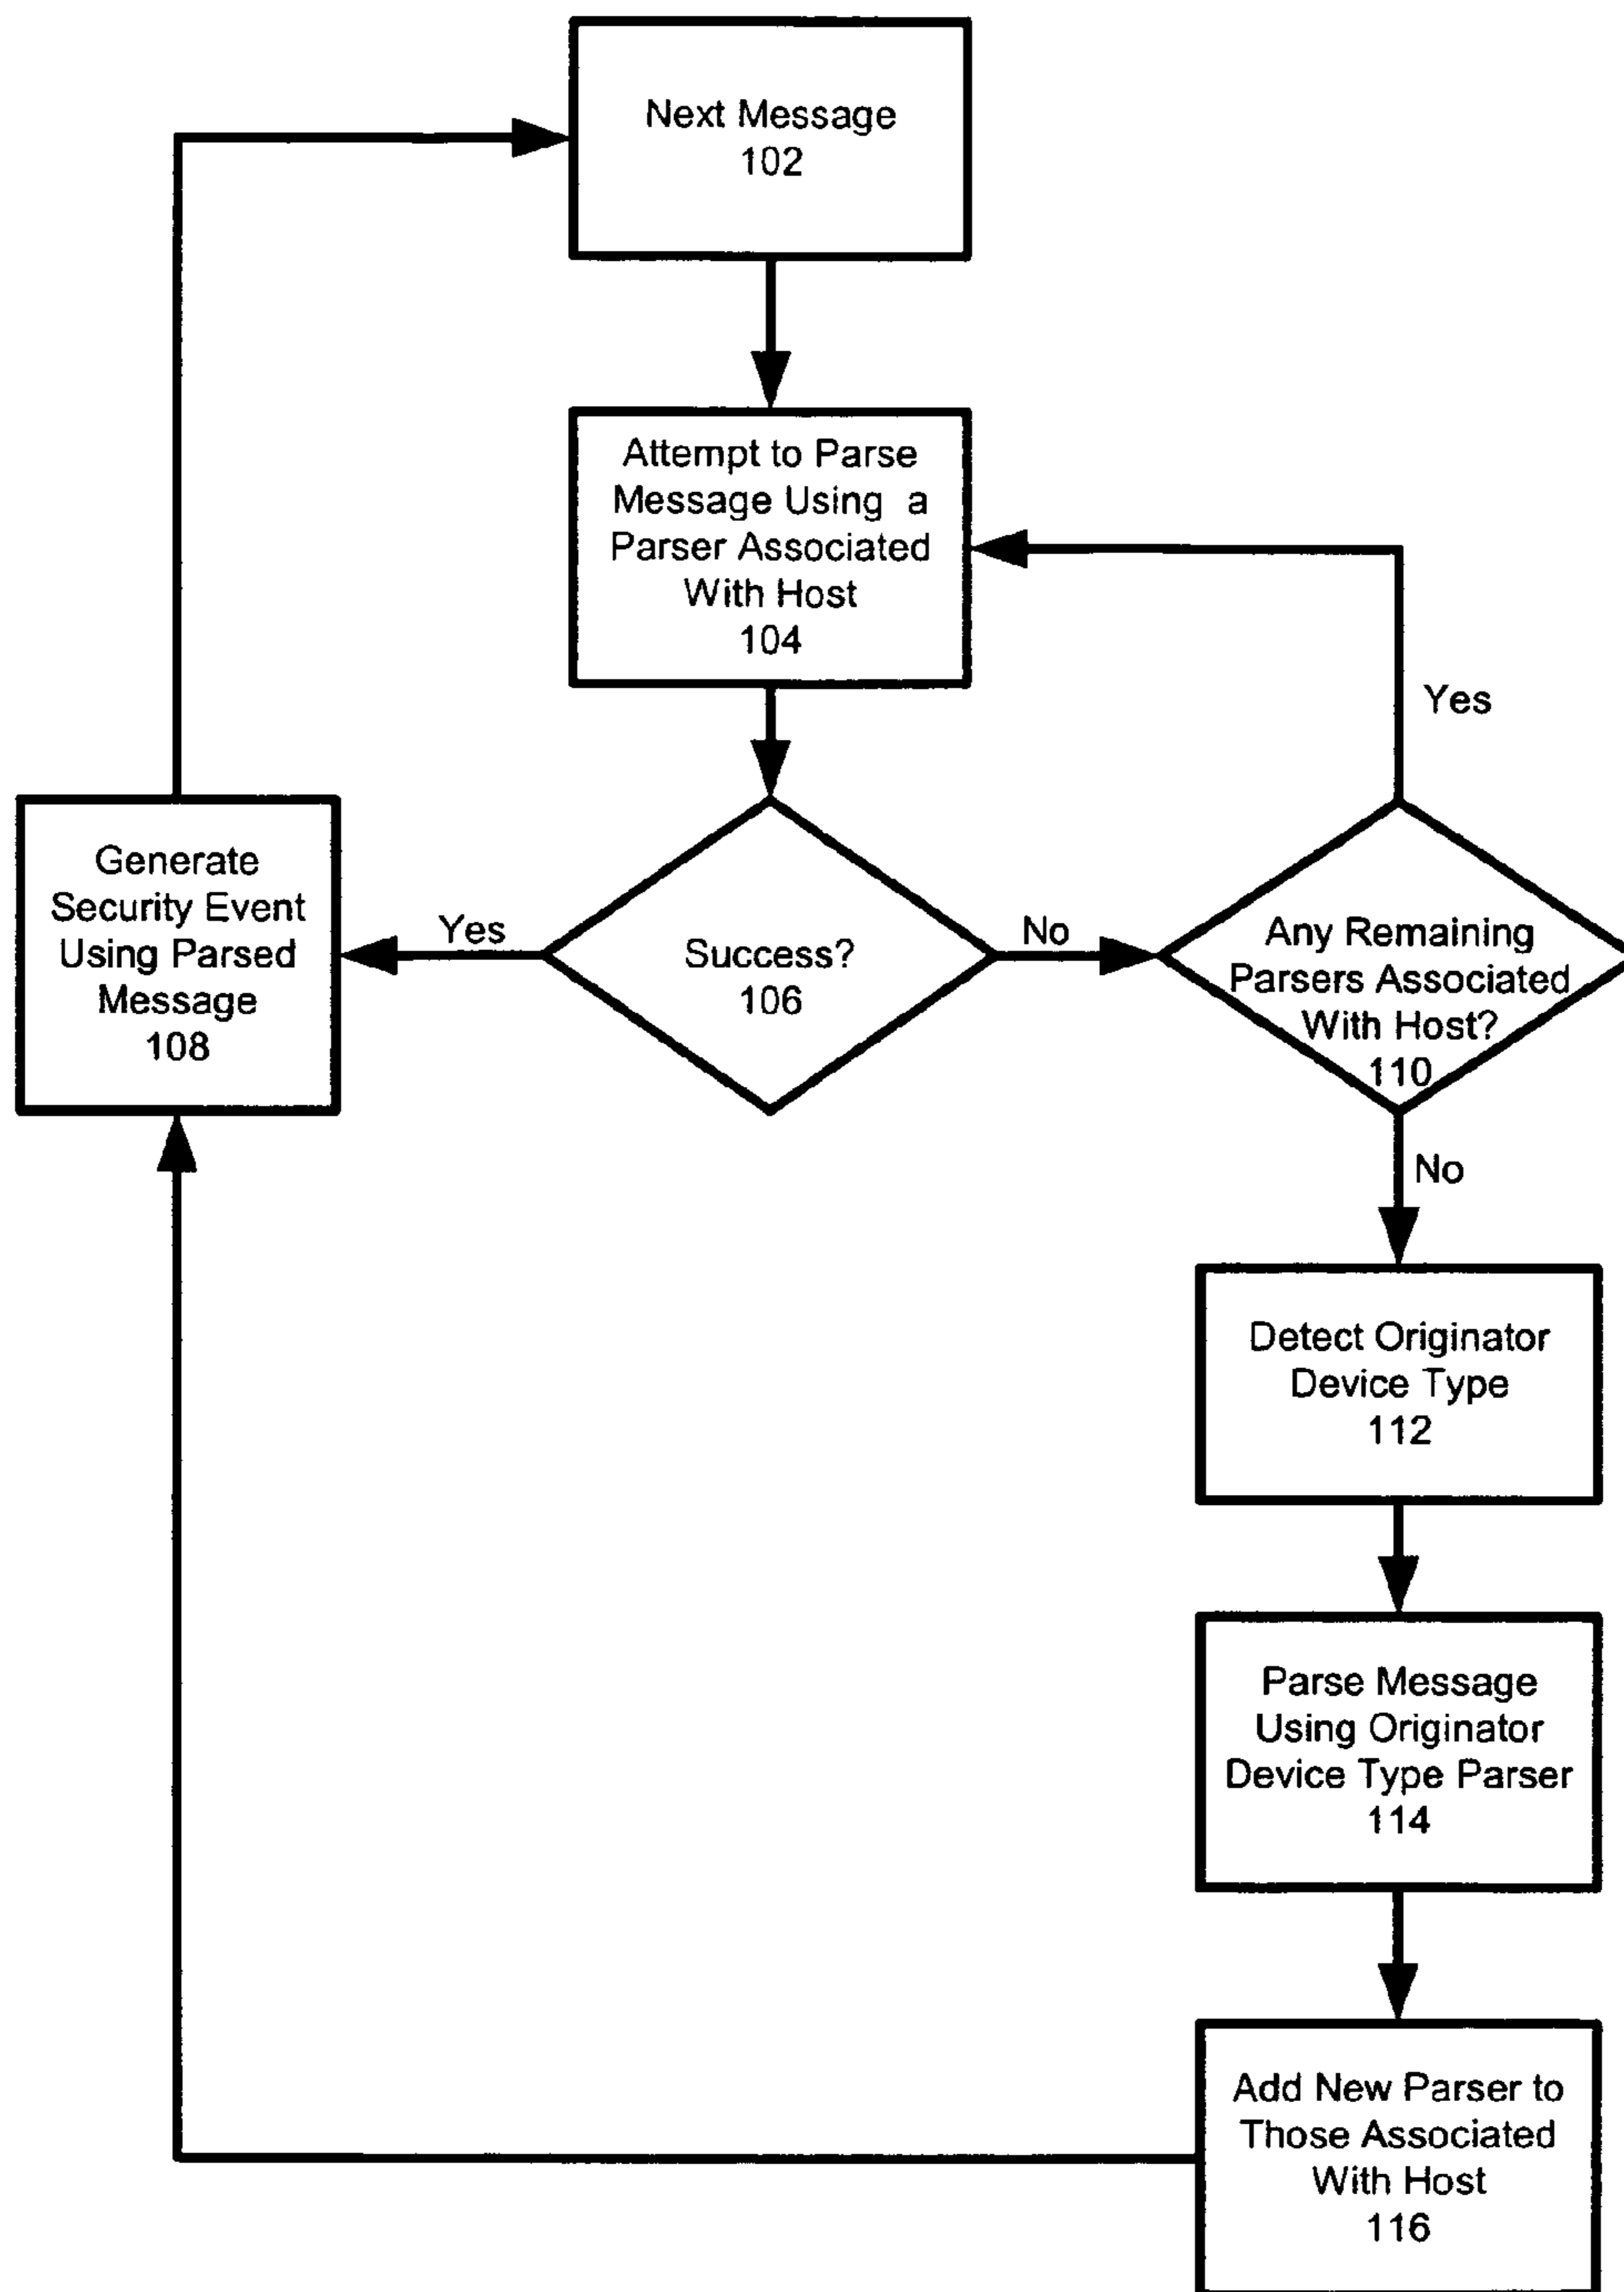 Next Message
102
Attempt to Parse
Message Using a
Parser Associated
With Host
104
Yes
Generate
Security Event
Using Parsed
Message
108
Yes
Success?
106
No
Any Remaining
Parsers Associated
With Host?
110
No
Detect Originator
Device Type
112
Parse Message
Using Originator
Device Type Parser
114
Add New Parser to
Those Associated
With Host
116